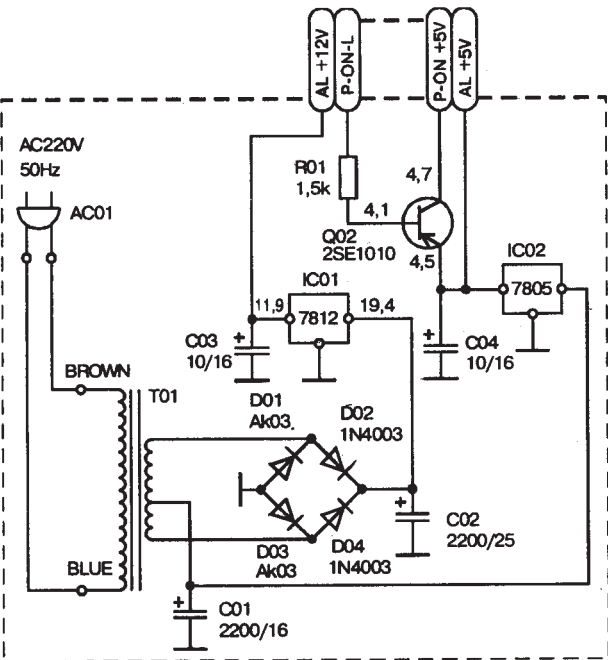 AL +12V
P-ON-L
P-ON +5V
AL +5V
AC220V
50Hz
AC01
R01
1,5k
4,7
4,1
Q02
2SE1010
4,5
IC02
7805
IC01
11,9
7812
19,4
C03
10/16
C04
10/16
BROWN
T01
D01
Ak03
D02
1N4003
C02
2200/25
D03
Ak03
D04
1N4003
BLUE
C01
2200/16